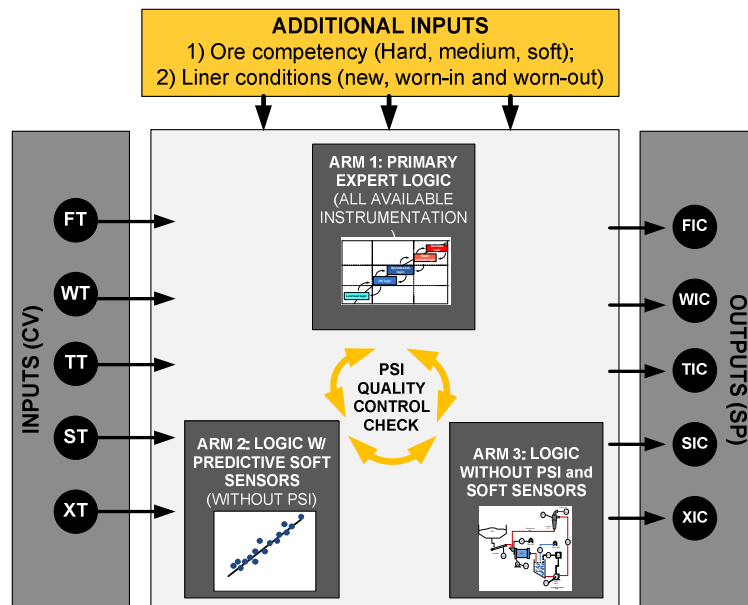 ADDITIONAL INPUTS
1) Ore competency (Hard, medium, soft);
2) Liner conditions (new, worn-in and worn-out)
INPUTS (CV)
FT
WT
TT
ST
XT
ARM 1: PRIMARY
EXPERT LOGIC
(ALL AVAILABLE
INSTRUMENTATION
)
PSI
QUALITY
CONTROL
CHECK
ARM 2: LOGIC W/
PREDICTIVE SOFT
SENSORS
(WITHOUT PSI)
ARM 3: LOGIC
WITHOUT PSI and
SOFT SENSORS
FIC
WIC
TIC
SIC
XIC
OUTPUTS (SP)